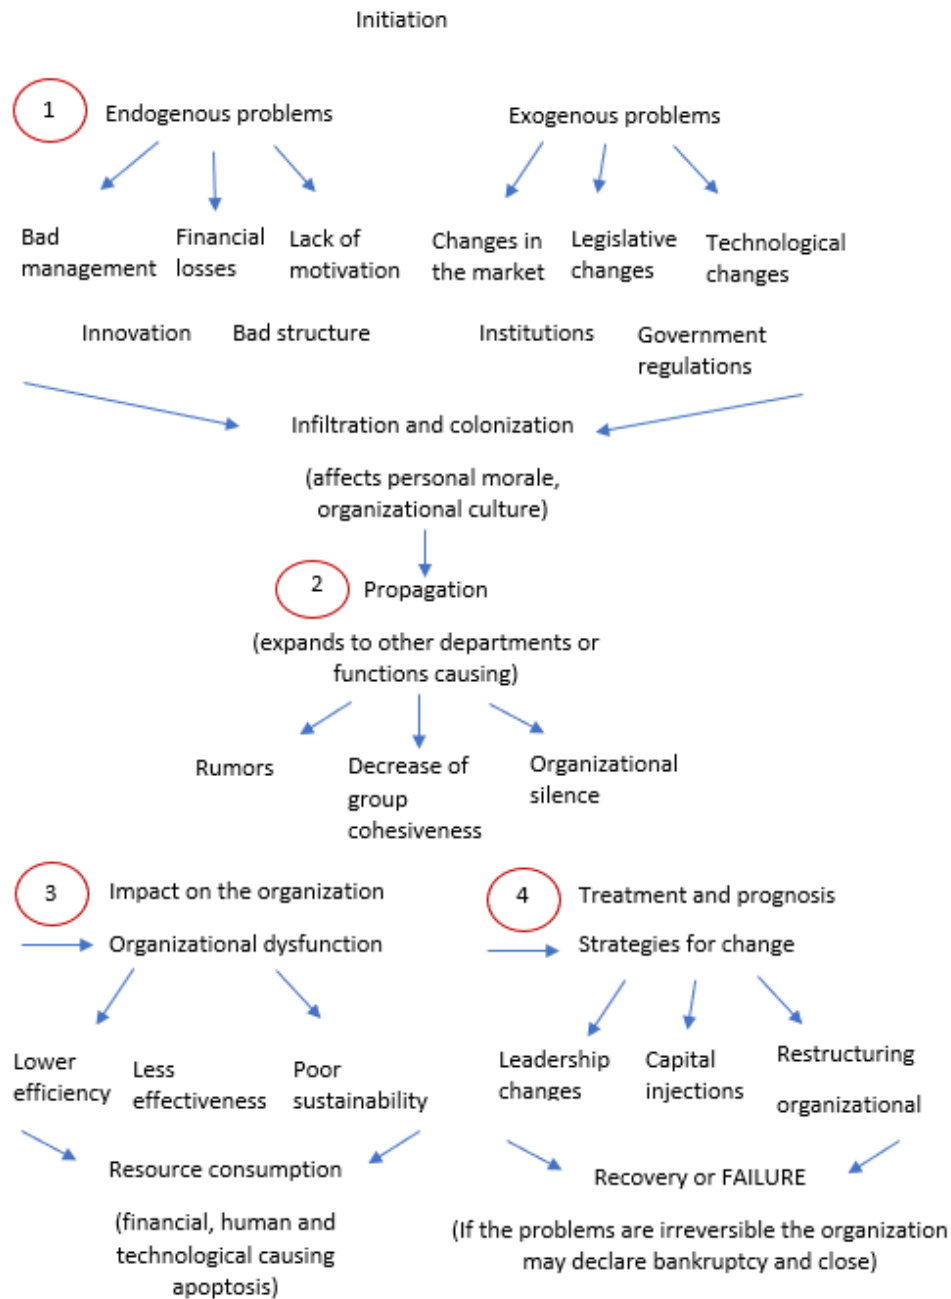 Initiation
1 Endogenous problems Exogenous problems
Bad management
Financial losses
Lack of motivation
Changes in the market
Legislative changes
Technological changes
Innovation
Bad structure
Institutions
Government regulations
Infiltration and colonization
(affects personal morale,
organizational culture)
2 Propagation
(expands to other departments or
functions causing)
Rumors
Decrease of
group
cohesiveness
Organizational
silence
3 Impact on the organization
Organizational dysfunction
Lower
efficiency
Less
effectiveness
Poor
sustainability
Resource consumption
(financial, human and
technological causing
apoptosis)
4 Treatment and prognosis
Strategies for change
Leadership
changes
Capital
injections
Restructuring
organizational
Recovery or FAILURE
(If the problems are irreversible the organization
may declare bankruptcy and close)